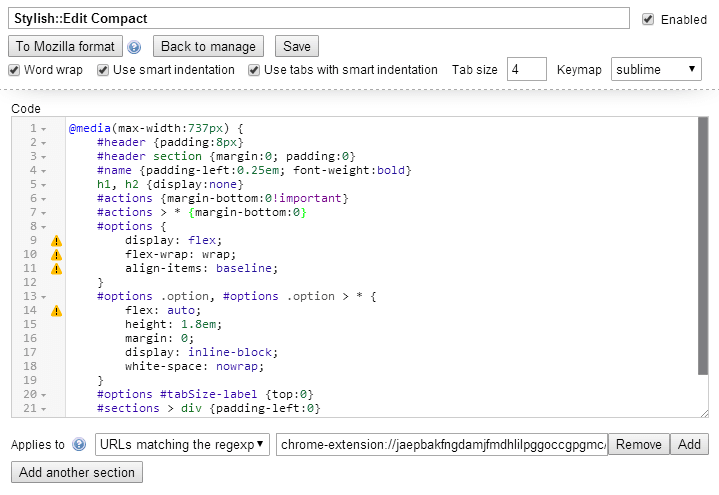 Stylish::Edit Compact
Enabled
To Mozilla format Back to manage Save
Word wrap Use smart indentation Use tabs with smart indentation Tab size 4 Keymap sublime
Code
1 @media(max-width:737px) {
2 #header {padding:8px}
3 #header section {margin:0; padding:0}
4 #name {padding-left:0.25em; font-weight:bold}
5 h1, h2 {display:none}
6 #actions {margin-bottom:0!important}
7 #actions > * {margin-bottom:0}
8 #options {
9 display: flex;
10 flex-wrap: wrap;
11 align-items: baseline;
12 }
13 #options .option, #options .option > * {
14 flex: auto;
15 height: 1.8em;
16 margin: 0;
17 display: inline-block;
18 white-space: nowrap;
19 }
20 #options #tabSize-label {top:0}
21 #sections > div {padding-left:0}
Applies to URLs matching the regexp chrome-extension://jaepbakfngdamjfmdhlilpggoccgpgmc/ Remove Add
Add another section